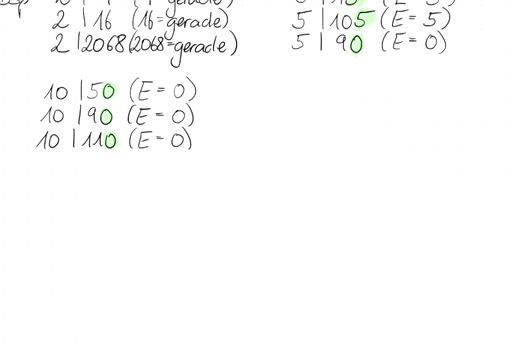 2 | 16 (16=gerade)
2 | 2068 (2068=gerade)
5 | 105 (E = 5)
5 | 90 (E = 0)
10 | 50 (E = 0)
10 | 90 (E = 0)
10 | 110 (E = 0)